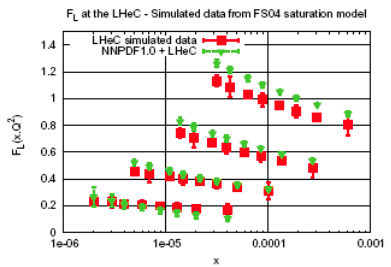 F_L at the LHeC - Simulated data from FS04 saturation model
LHeC simulated data
NNPDF1.0 + LHeC
F_L(x,Q^2)
1.4
1.2
1
0.8
0.6
0.4
0.2
0
1e-06
1e-05
0.0001
0.001
x